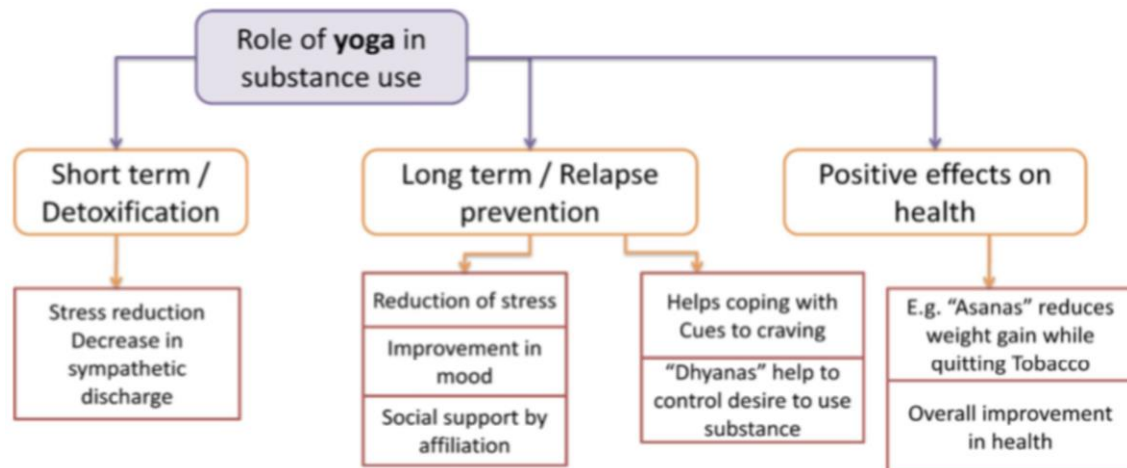 Role of yoga in
substance use
Short term /
Detoxification
Long term / Relapse
prevention
Positive effects on
health
Stress reduction
Decrease in
sympathetic
discharge
Reduction of stress
Improvement in
mood
Social support by
affiliation
Helps coping with
Cues to craving
“Dhyanas” help to
control desire to use
substance
E.g. “Asanas” reduces
weight gain while
quitting Tobacco
Overall improvement
in health